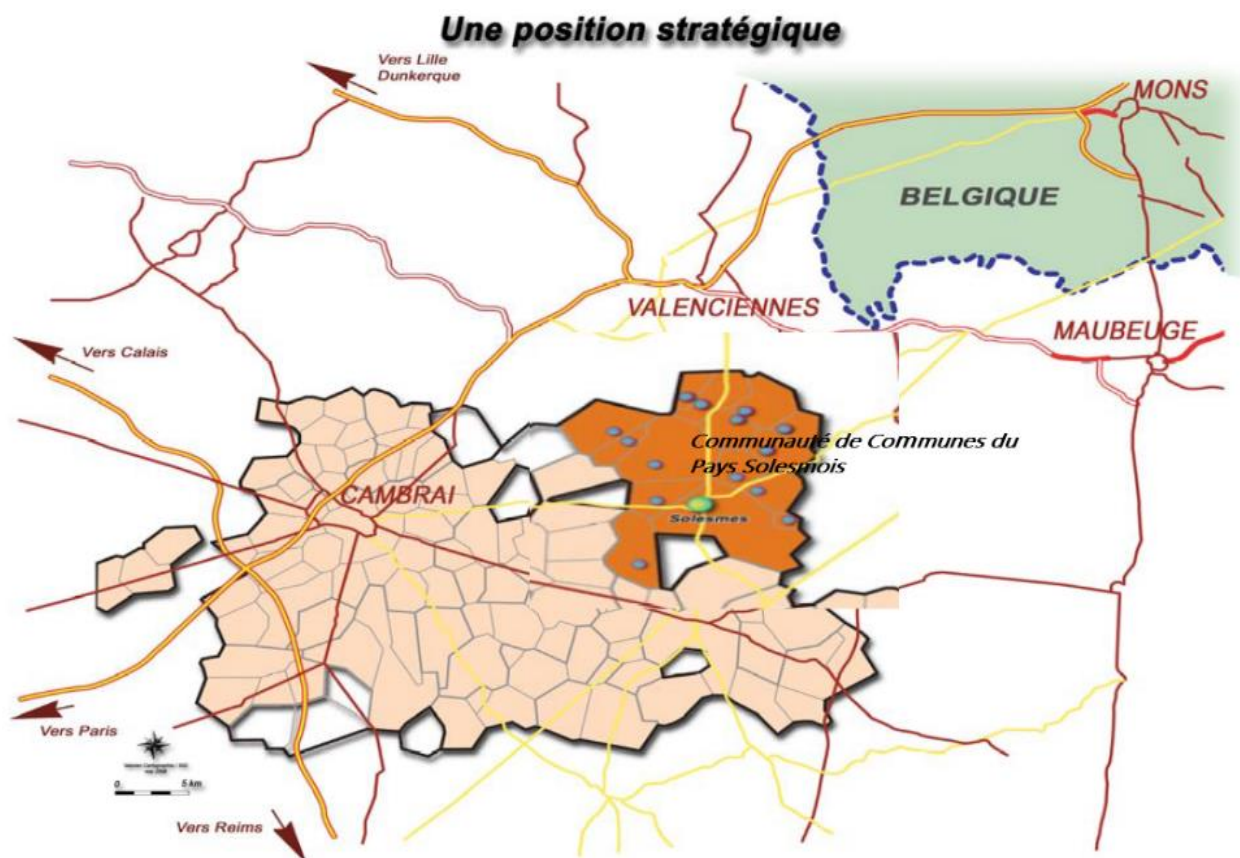 Une position stratégique
Vers Lille
Dunkerque
MONS
BELGIQUE
VALENCIENNES
MAUBEUGE
Vers Calais
Communauté de Communes du
Pays Solesmois
CAMBRAI
Solesmes
Vers Paris
0 5 km
Vers Reims